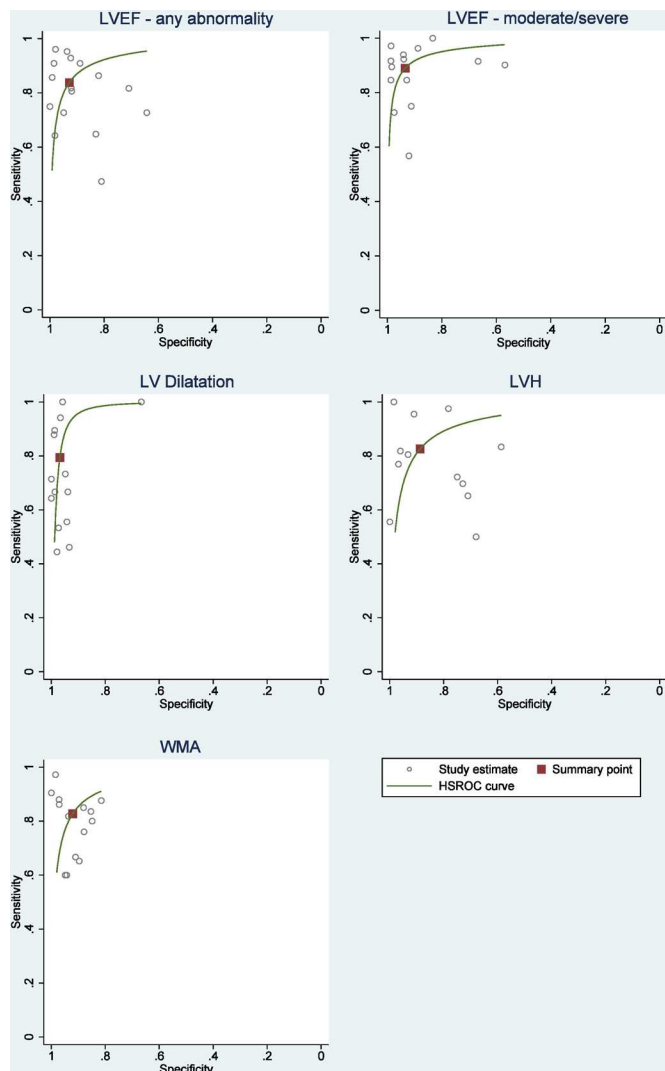 LVEF - any abnormality
Sensitivity
0 .2 .4 .6 .8 1
1 .8 .6 .4 .2 0
Specificity
LVEF - moderate/severe
Sensitivity
0 .2 .4 .6 .8 1
1 .8 .6 .4 .2 0
Specificity
LV Dilatation
Sensitivity
0 .2 .4 .6 .8 1
1 .8 .6 .4 .2 0
Specificity
LVH
Sensitivity
0 .2 .4 .6 .8 1
1 .8 .6 .4 .2 0
Specificity
WMA
Sensitivity
0 .2 .4 .6 .8 1
1 .8 .6 .4 .2 0
Specificity
Study estimate Summary point
HSROC curve